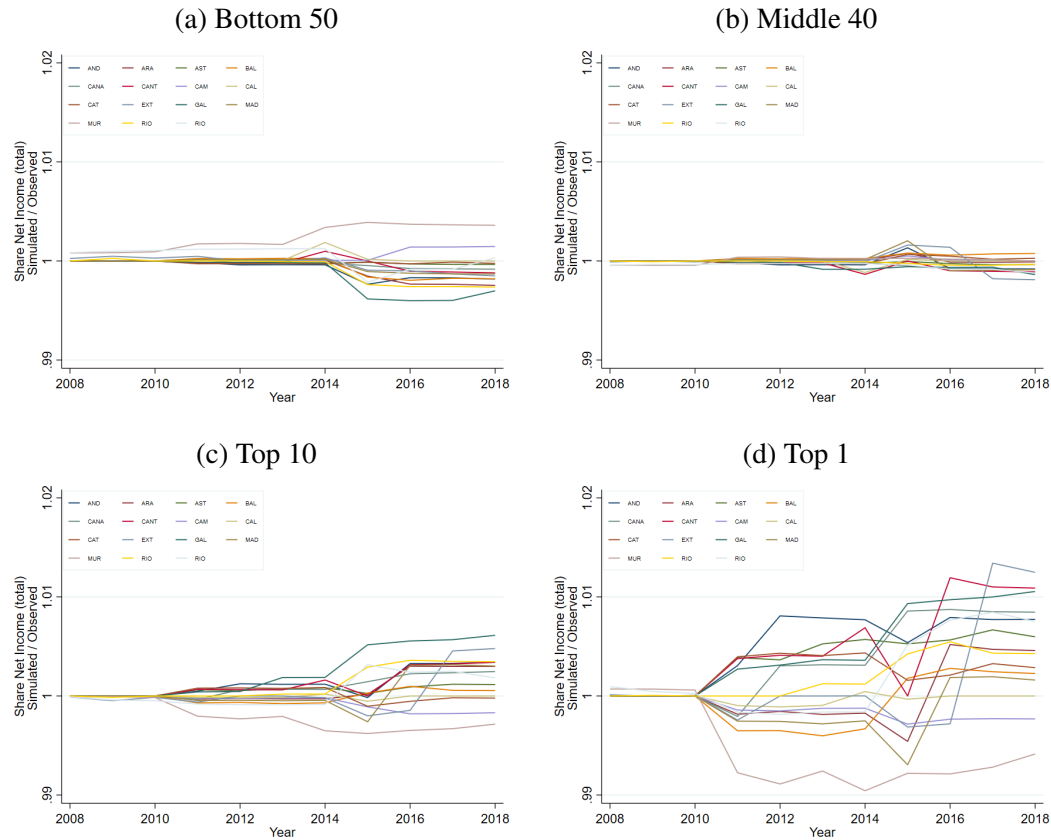 (a) Bottom 50
Share Net Income (total)
Simulated / Observed
1.02
1.01
1
.99
AND ARA AST BAL
CANA CANT CAM CAL
CAT EXT GAL MAD
MUR RIO RIO
2008 2010 2012 2014 2016 2018
Year
(b) Middle 40
Share Net Income (total)
Simulated / Observed
1.02
1.01
1
.99
AND ARA AST BAL
CANA CANT CAM CAL
CAT EXT GAL MAD
MUR RIO RIO
2008 2010 2012 2014 2016 2018
Year
(c) Top 10
Share Net Income (total)
Simulated / Observed
1.02
1.01
1
.99
AND ARA AST BAL
CANA CANT CAM CAL
CAT EXT GAL MAD
MUR RIO RIO
2008 2010 2012 2014 2016 2018
Year
(d) Top 1
Share Net Income (total)
Simulated / Observed
1.02
1.01
1
.99
AND ARA AST BAL
CANA CANT CAM CAL
CAT EXT GAL MAD
MUR RIO RIO
2008 2010 2012 2014 2016 2018
Year